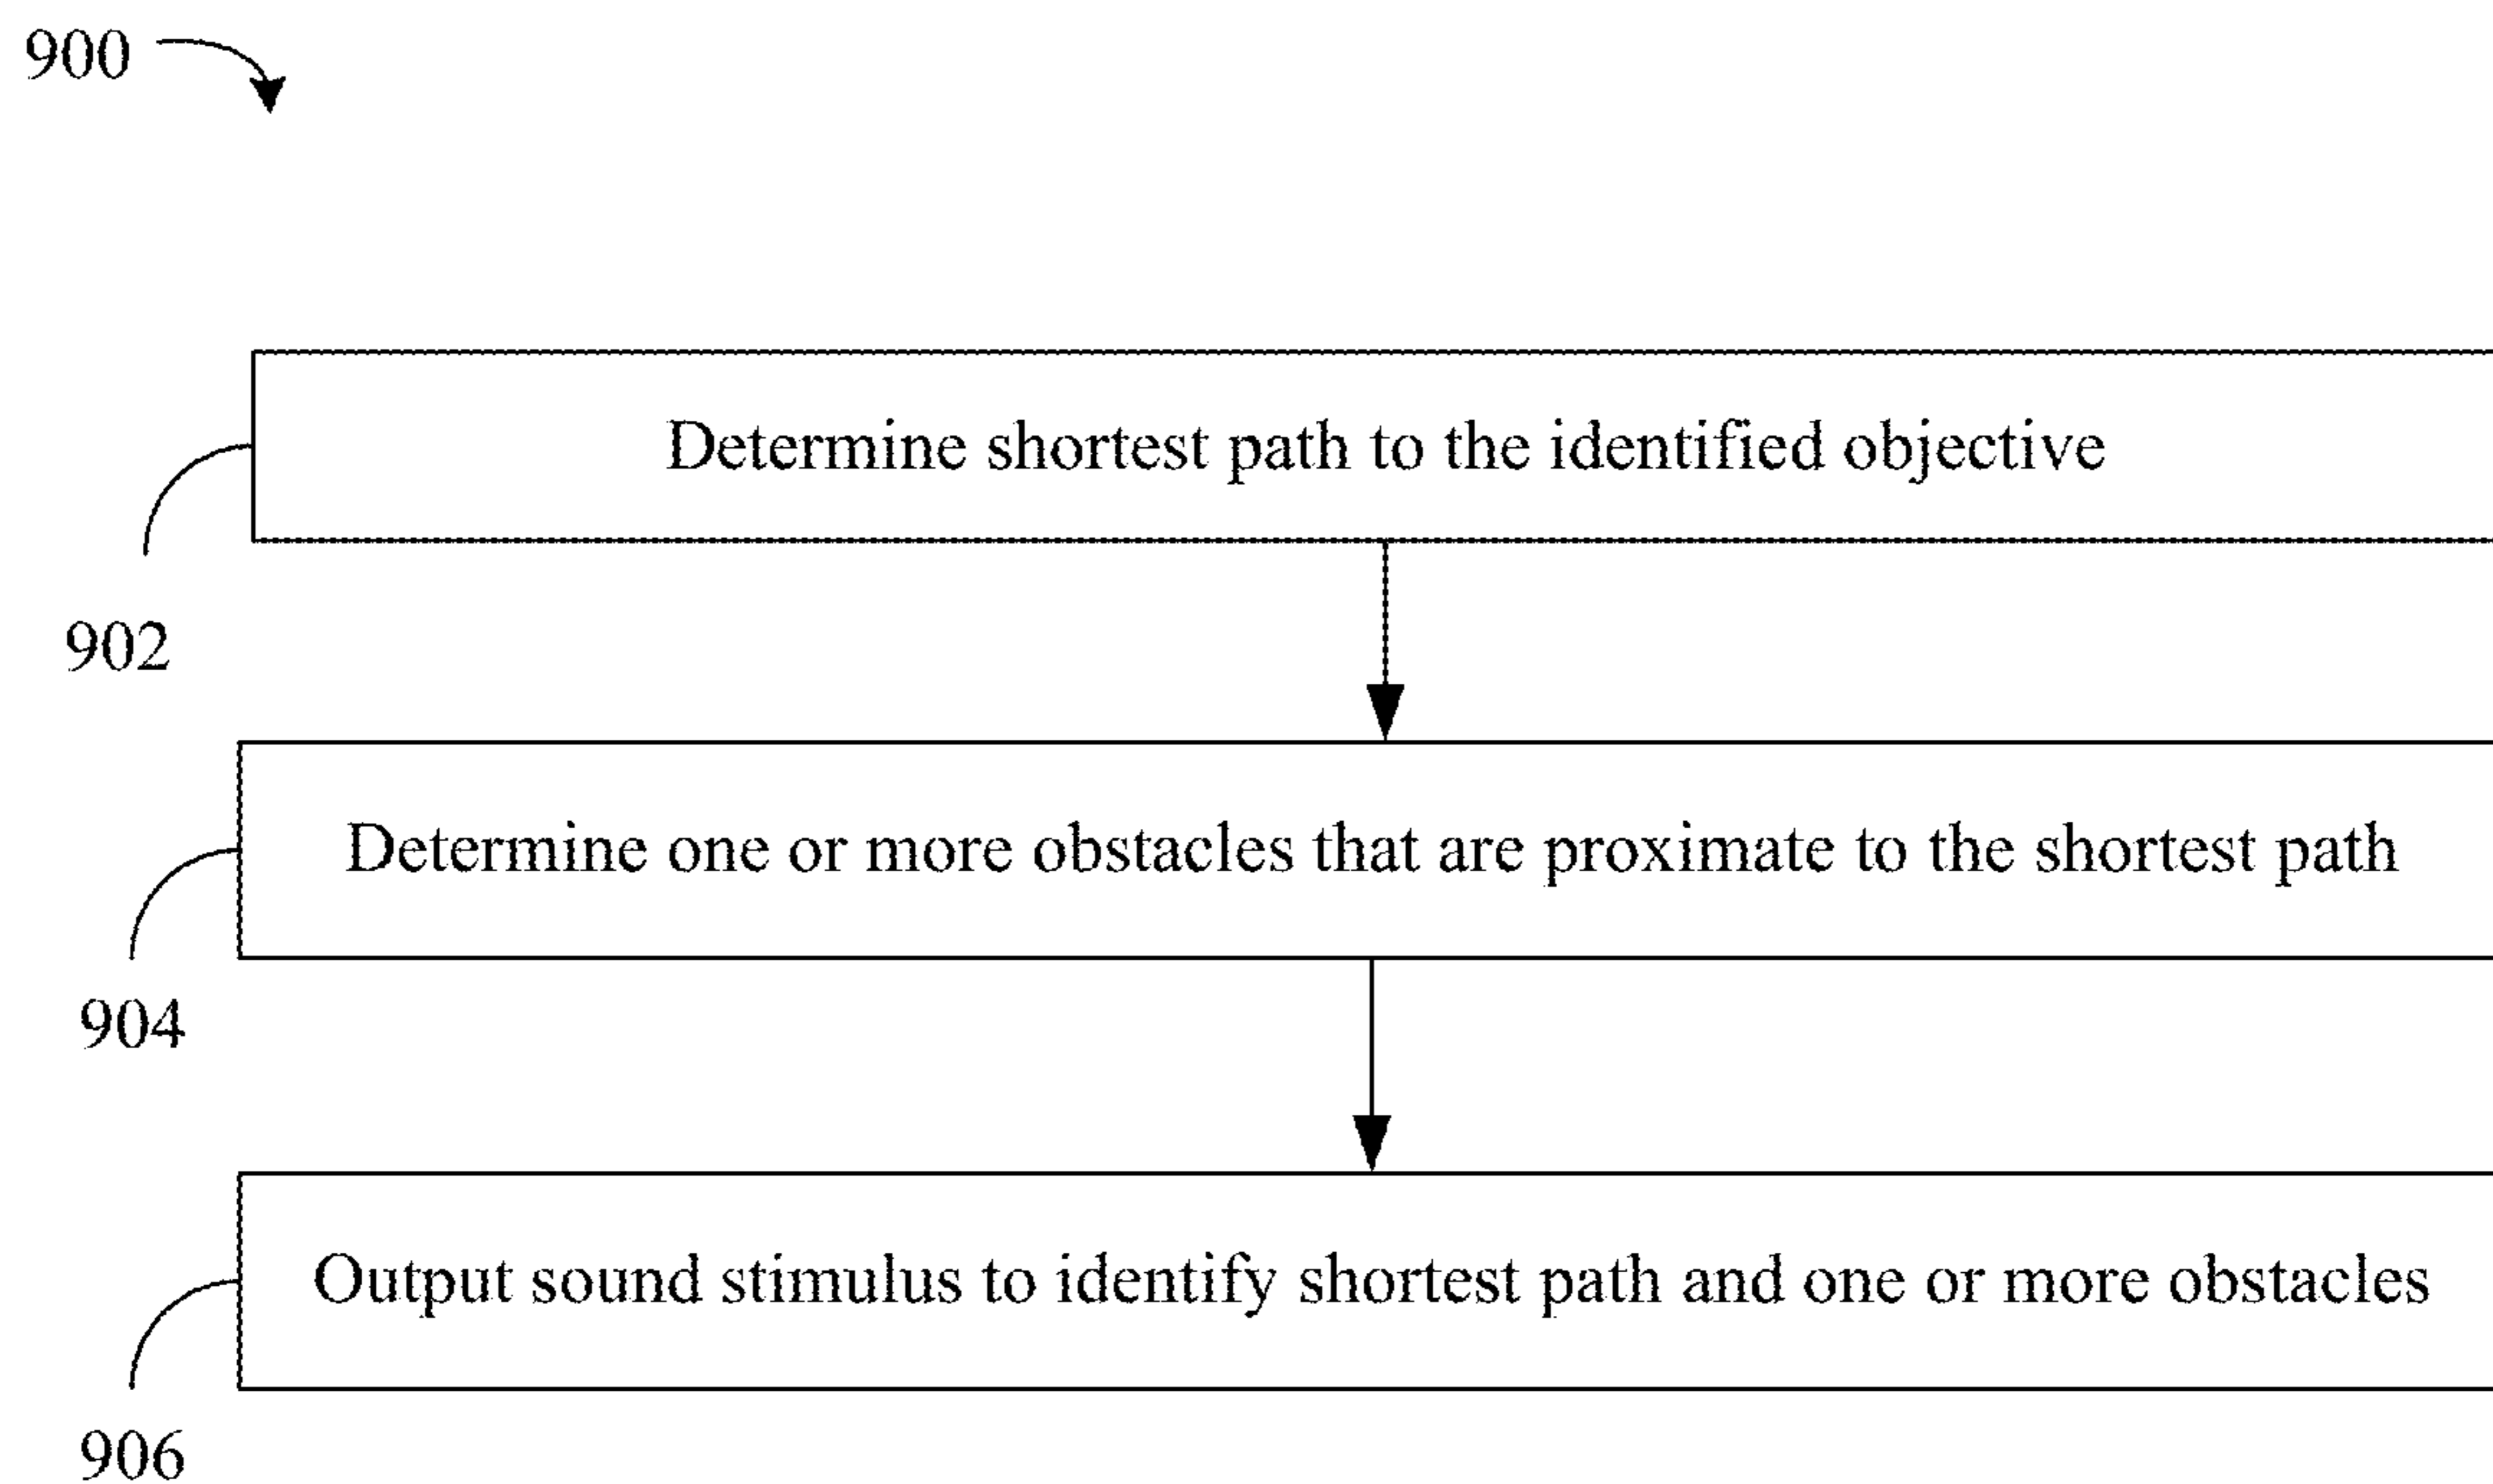 900
Determine shortest path to the identified objective
902
Determine one or more obstacles that are proximate to the shortest path
904
Output sound stimulus to identify shortest path and one or more obstacles
906